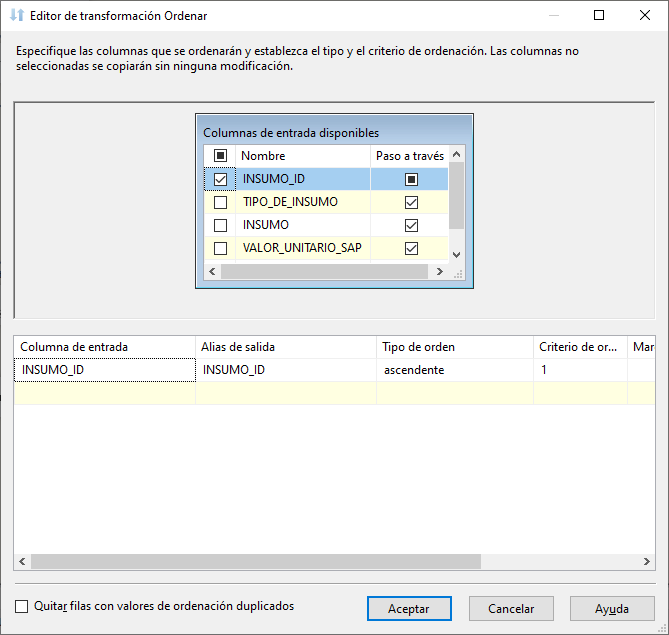 Editor de transformación Ordenar
Especifique las columnas que se ordenarán y establezca el tipo y el criterio de ordenación. Las columnas no
seleccionadas se copiarán sin ninguna modificación.
Columnas de entrada disponibles
Nombre Paso a través
INSUMO_ID
TIPO_DE_INSUMO
INSUMO
VALOR_UNITARIO_SAP
Columna de entrada Alias de salida Tipo de orden Criterio de or... Mar
INSUMO_ID INSUMO_ID ascendente 1
Quitar filas con valores de ordenación duplicados Aceptar Cancelar Ayuda